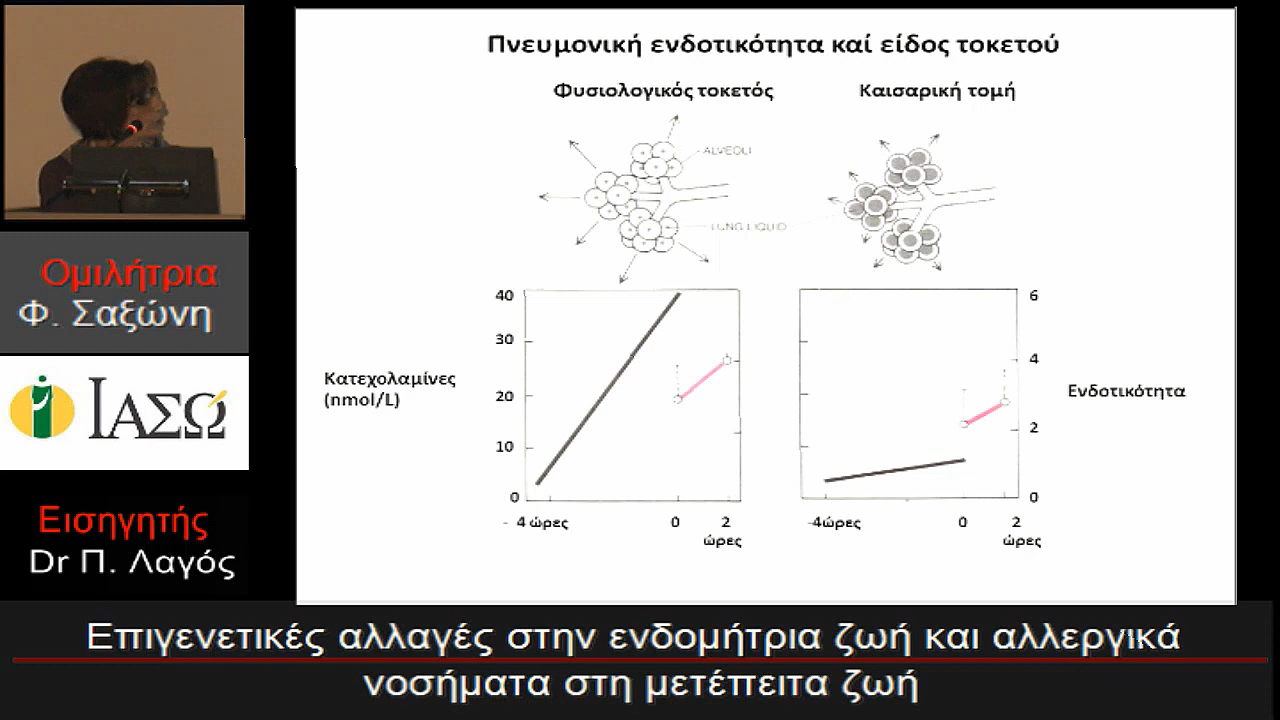 Πνευμονική ενδοτικότητα καί είδος τοκετού
Φυσιολογικός τοκετός
Καισαρική τομή
ALVEOLI
LUNG LIQUID
40
30
20
10
0
Κατεχολαμίνες
(nmol/L)
- 4 ώρες
0
2
ώρες
6
4
2
0
Ενδοτικότητα
-4ώρες
0
2
ώρες
Ομιλήτρια
Φ. Σαξώνη
ΙΑΣΩ
Εισηγητής
Dr Π. Λαγός
Επιγενετικές αλλαγές στην ενδομήτρια ζωή και αλλεργικά
νοσήματα στη μετέπειτα ζωή